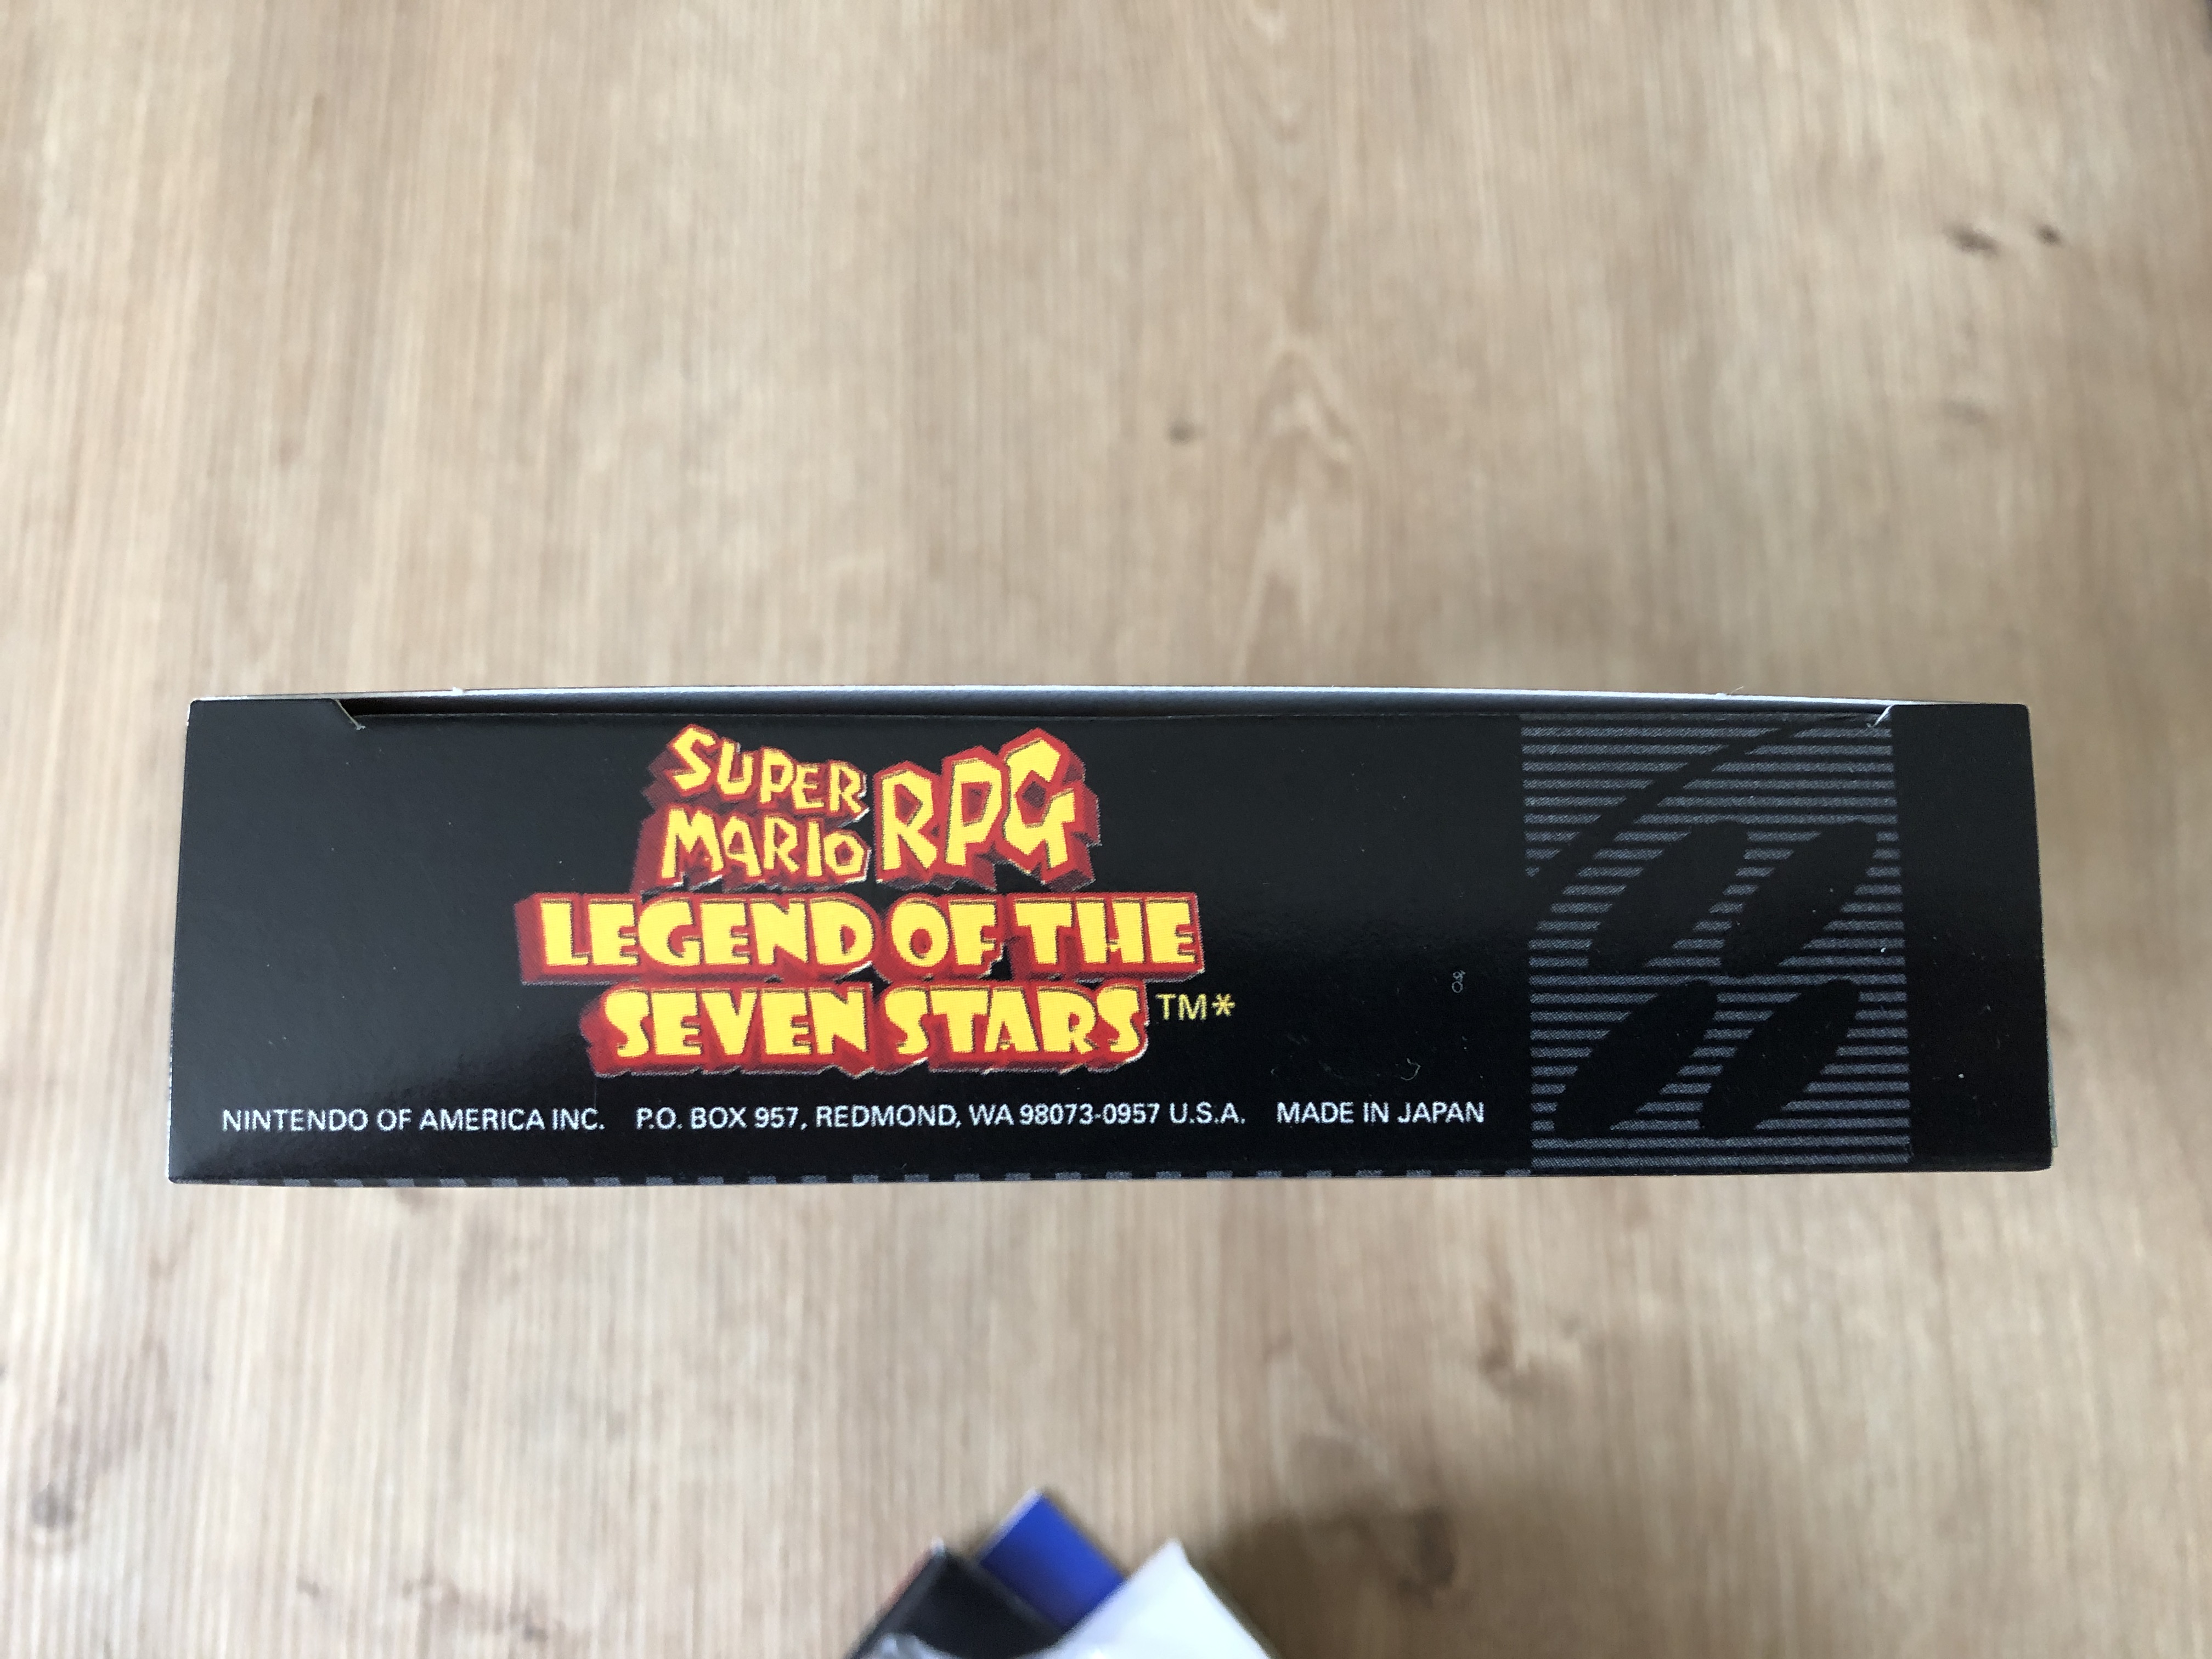 SUPER
MARIO RPG
LEGEND OF THE
SEVEN STARS TM*
NINTENDO OF AMERICA INC. P.O. BOX 957, REDMOND, WA 98073-0957 U.S.A. MADE IN JAPAN